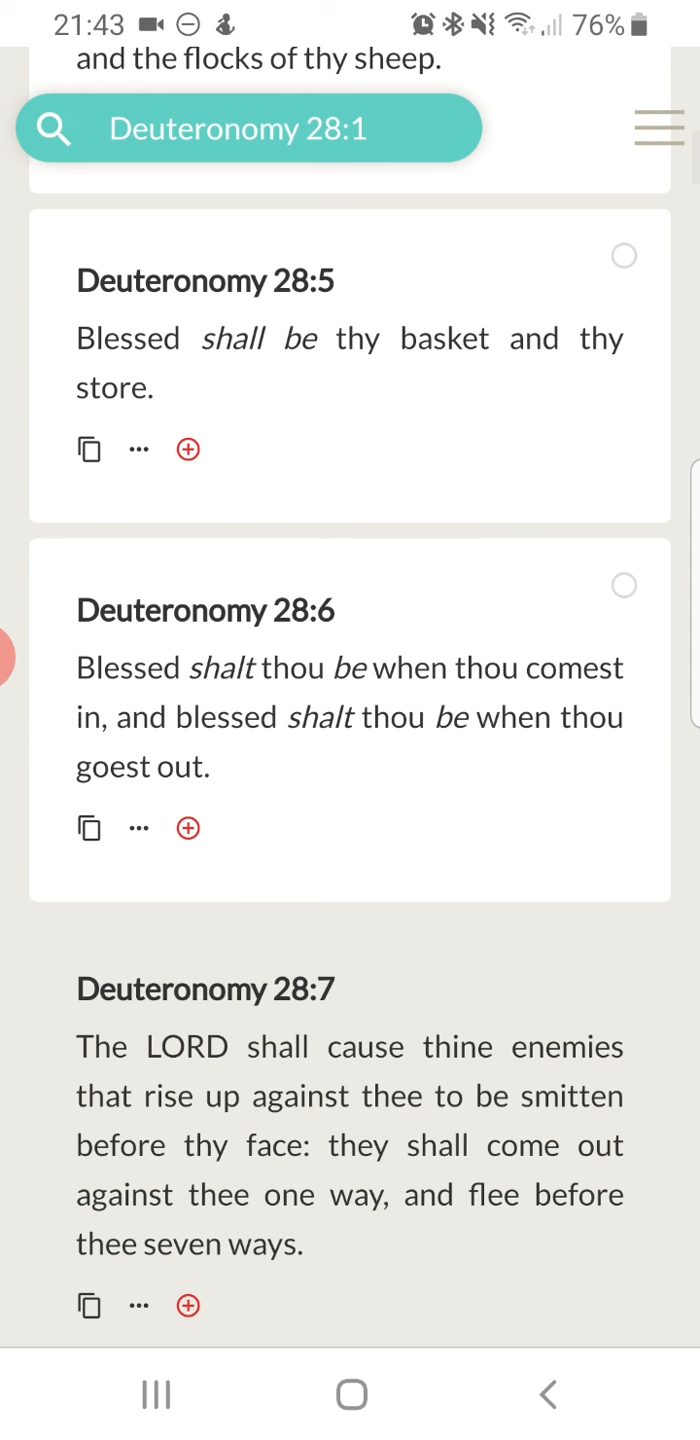 21:43
76%
and the flocks of thy sheep.
Deuteronomy 28:1
Deuteronomy 28:5
Blessed shall be thy basket and thy
store.
Deuteronomy 28:6
Blessed shalt thou be when thou comest
in, and blessed shalt thou be when thou
goest out.
Deuteronomy 28:7
The LORD shall cause thine enemies
that rise up against thee to be smitten
before thy face: they shall come out
against thee one way, and flee before
thee seven ways.